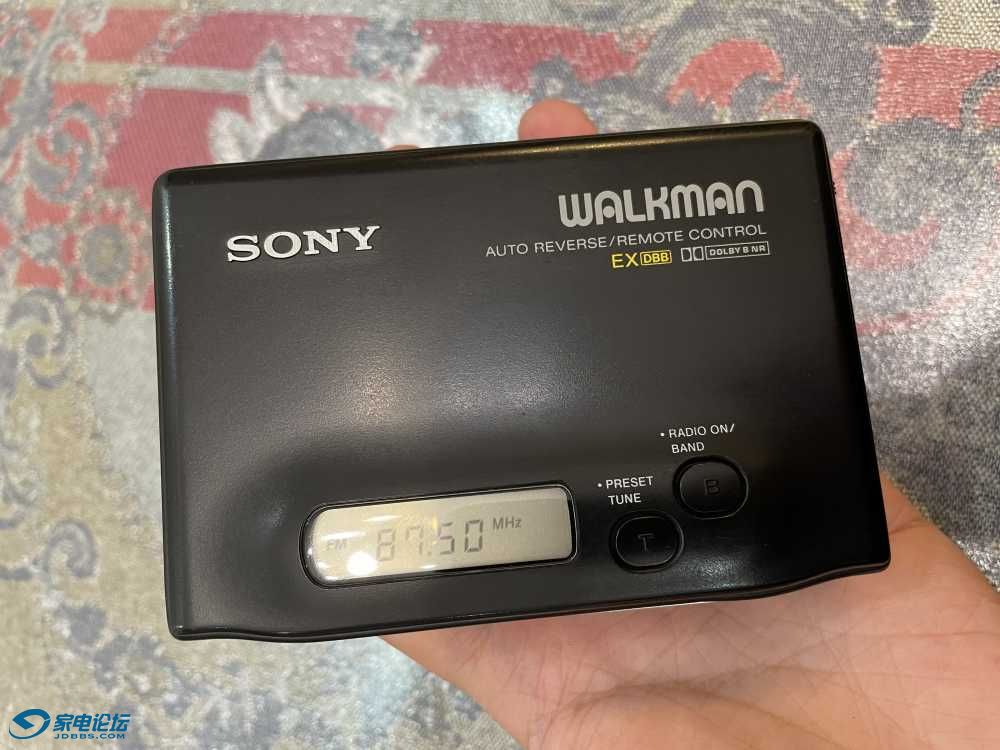 SONY
WALKMAN
AUTO REVERSE/REMOTE CONTROL
EX DBB DOLBY B NR
• RADIO ON/
BAND
B
• PRESET
TUNE
T
FM 87.50 MHz
家电论坛
JDBBS.COM